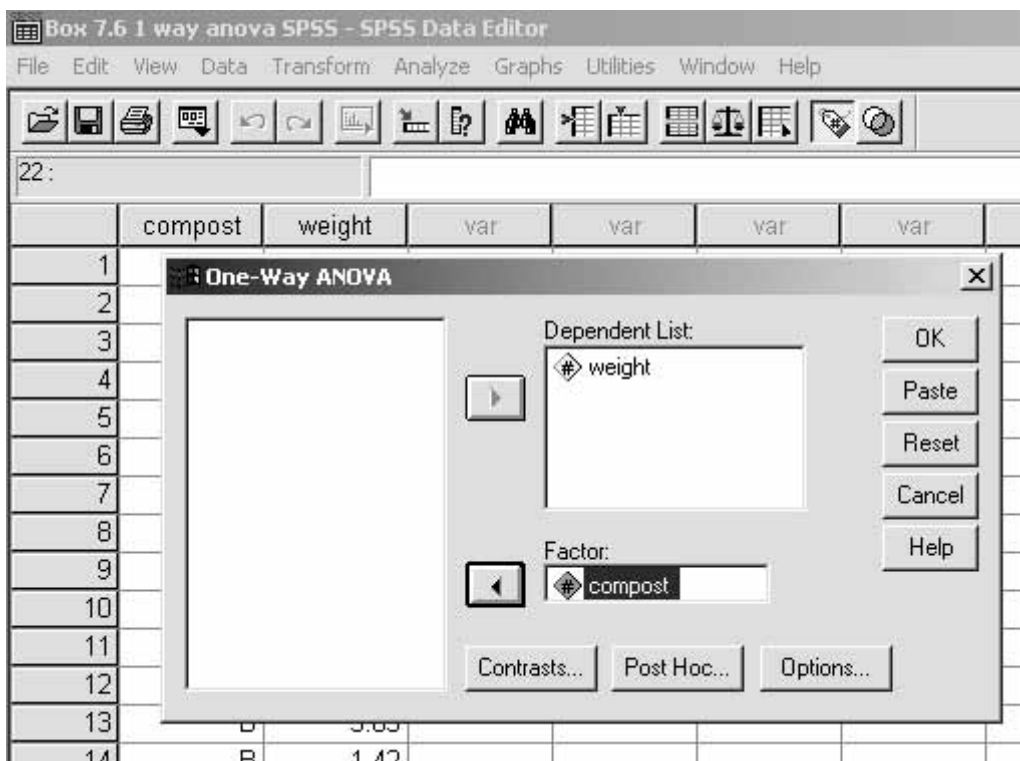 Box 7.6 1 way anova SPSS - SPSS Data Editor
File Edit View Data Transform Analyze Graphs Utilities Window Help
22 :
compost weight var var var var
1
One-Way ANOVA
2
3
4
5
6
7
8
9
10
11
12
13
14 B 1.42
Dependent List:
# weight
OK
Paste
Reset
Cancel
Help
Factor:
# compost
Contrasts... Post Hoc... Options...